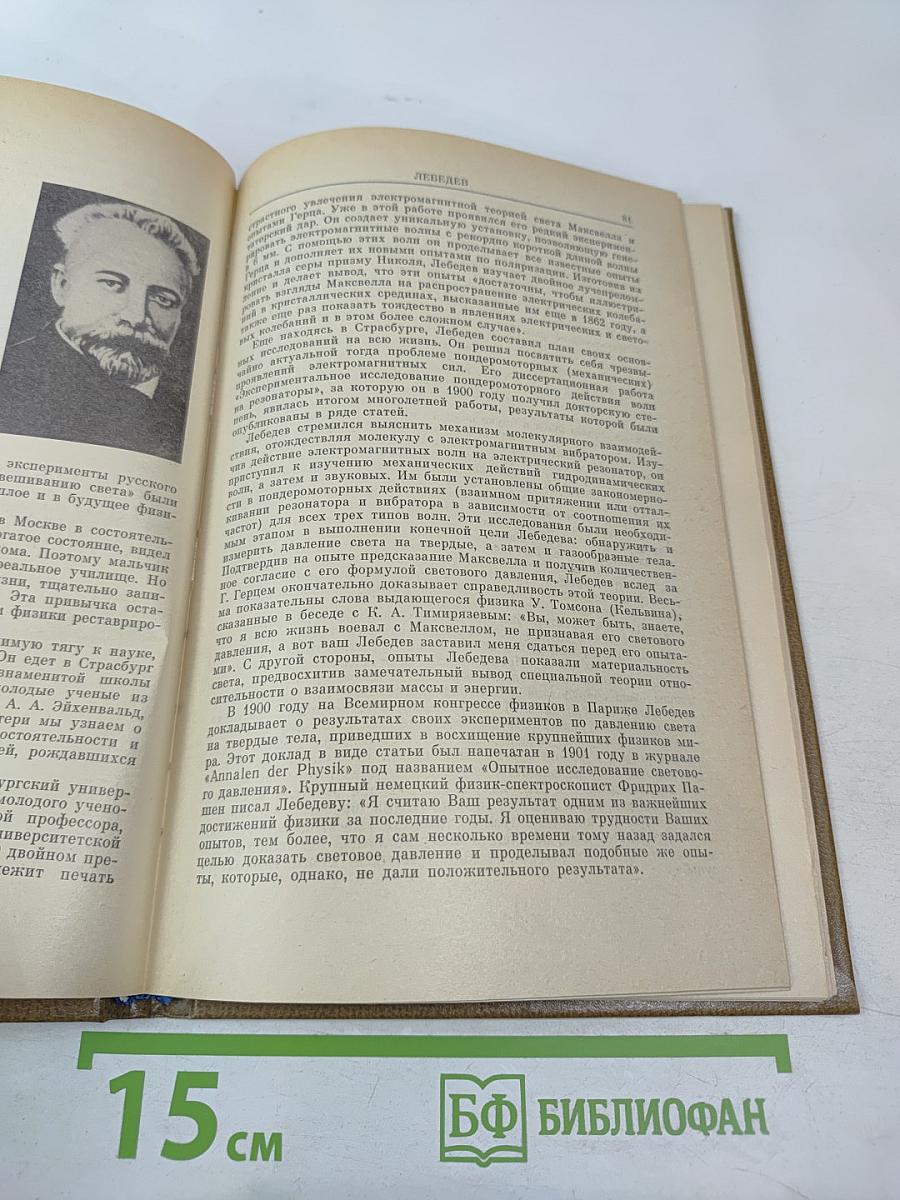 эксперименты русского
вешиванию света» были
плое и в будущее физи-
в Москве в состоятель-
огатое состояние, видел
ома. Поэтому мальчик
реальное училище. Но
зни, тщательно запи-
Эта привычка оста-
м физики реставриро-
имую тягу к науке,
Он едет в Страсбург
знаменитой школы
молодые ученые из
А. А. Эйхенвальд,
тери мы узнаем о
остоятельности и
ей, рождавшихся
ургский универ-
молодого учено-
ой профессора,
ниверситетской
двойном пре-
лежит печать
ЛЕБЕДЕВ
81
страстного увлечения электромагнитной теорией света Максвелла и
опытами Герца. Уже в этой работе проявился его редкий эксперимен-
таторский дар. Он создает уникальную установку, позволяющую гене-
рировать электромагнитные волны с рекордно короткой длиной волны
в 6 мм. С помощью этих волн он проделывает все известные опыты
Герца и дополняет их новыми опытами по поляризации. Изготовив из
кристалла серы призму Николя, Лебедев изучает двойное лучепрелом-
ление и делает вывод, что эти опыты «достаточны, чтобы иллюстри-
ровать взгляды Максвелла на распространение электрических колеба-
ний в кристаллических срединах, высказанные им еще в 1862 году, а
также еще раз показать тождество в явлениях электрических и свето-
вых колебаний и в этом более сложном случае».
Еще находясь в Страсбурге, Лебедев составил план своих основ-
ных исследований на всю жизнь. Он решил посвятить себя чрезвы-
чайно актуальной тогда проблеме пондеромоторных (механических)
проявлений электромагнитных сил. Его диссертационная работа
«Экспериментальное исследование пондеромоторного действия волн
на резонаторы», за которую он в 1900 году получил докторскую сте-
пень, явилась итогом многолетней работы, результаты которой были
опубликованы в ряде статей.
Лебедев стремился выяснить механизм молекулярного взаимодей-
ствия, отождествляя молекулу с электромагнитным вибратором. Изу-
чив действие электромагнитных волн на электрический резонатор, он
приступил к изучению механических действий гидродинамических
волн, а затем и звуковых. Им были установлены общие закономерно-
сти в пондеромоторных действиях (взаимном притяжении или оттал-
кивании резонатора и вибратора в зависимости от соотношения их
частот) для всех трех типов волн. Эти исследования были необходи-
мым этапом в выполнении конечной цели Лебедева: обнаружить и
измерить давление света на твердые, а затем и газообразные тела.
Подтвердив на опыте предсказание Максвелла и получив количествен-
ное согласие с его формулой светового давления, Лебедев вслед за
Г. Герцем окончательно доказывает справедливость этой теории. Весь-
ма показательны слова выдающегося физика У. Томсона (Кельвина),
сказанные в беседе с К. А. Тимирязевым: «Вы, может быть, знаете,
что я всю жизнь воевал с Максвеллом, не признавая его светового
давления, а вот ваш Лебедев заставил меня сдаться перед его опыта-
ми». С другой стороны, опыты Лебедева показали материальность
света, предвосхитив замечательный вывод специальной теории отно-
сительности о взаимосвязи массы и энергии.
В 1900 году на Всемирном конгрессе физиков в Париже Лебедев
докладывает о результатах своих экспериментов по давлению света
на твердые тела, приведших в восхищение крупнейших физиков ми-
ра. Этот доклад в виде статьи был напечатан в 1901 году в журнале
«Annalen der Physik» под названием «Опытное исследование светово-
го давления». Крупный немецкий физик-спектроскопист Фридрих Па-
шен писал Лебедеву: «Я считаю Ваш результат одним из важнейших
достижений физики за последние годы. Я оцениваю трудности Ваших
опытов, тем более, что я сам несколько времени тому назад задался
целью доказать световое давление и проделывал подобные же опы-
ты, которые, однако, не дали положительного результата».
15 см
БФ БИБЛИОФАН